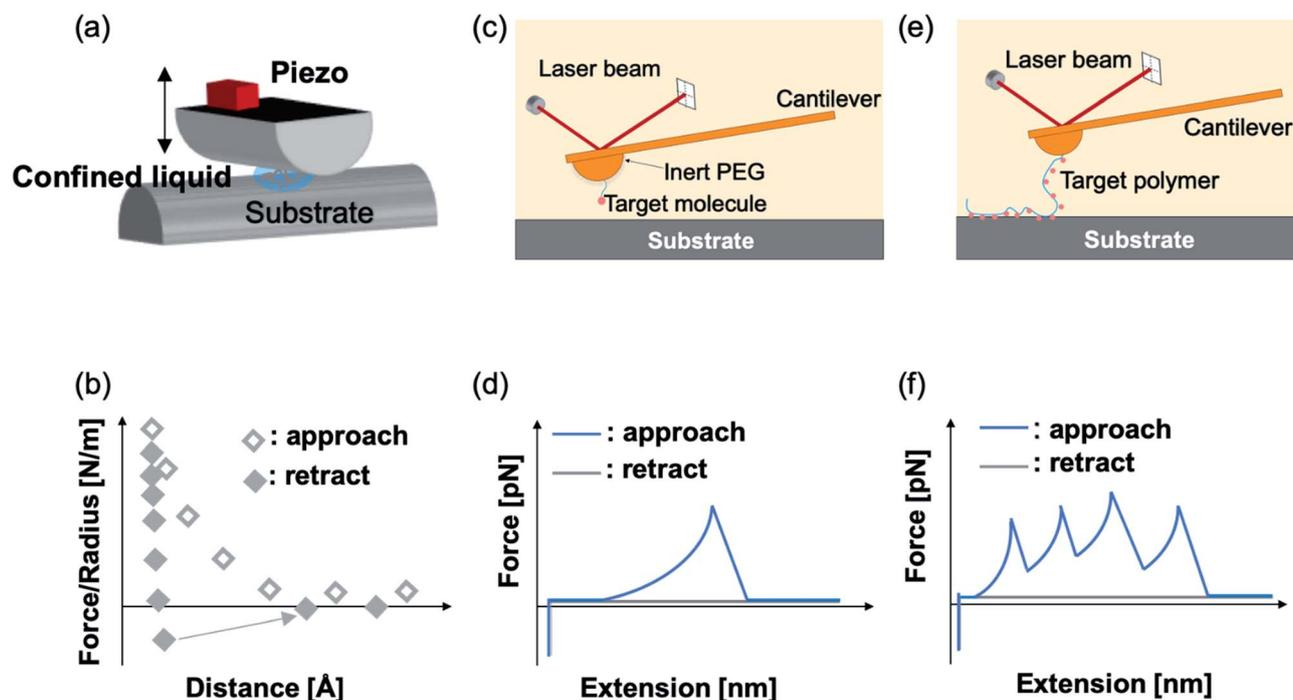 (a)
Piezo
Confined liquid
Substrate
(c)
Laser beam
Cantilever
Inert PEG
Target molecule
Substrate
(e)
Laser beam
Cantilever
Target polymer
Substrate
(b)
Force/Radius [N/m]
: approach
: retract
Distance [Å]
(d)
Force [pN]
: approach
: retract
Extension [nm]
(f)
Force [pN]
: approach
: retract
Extension [nm]